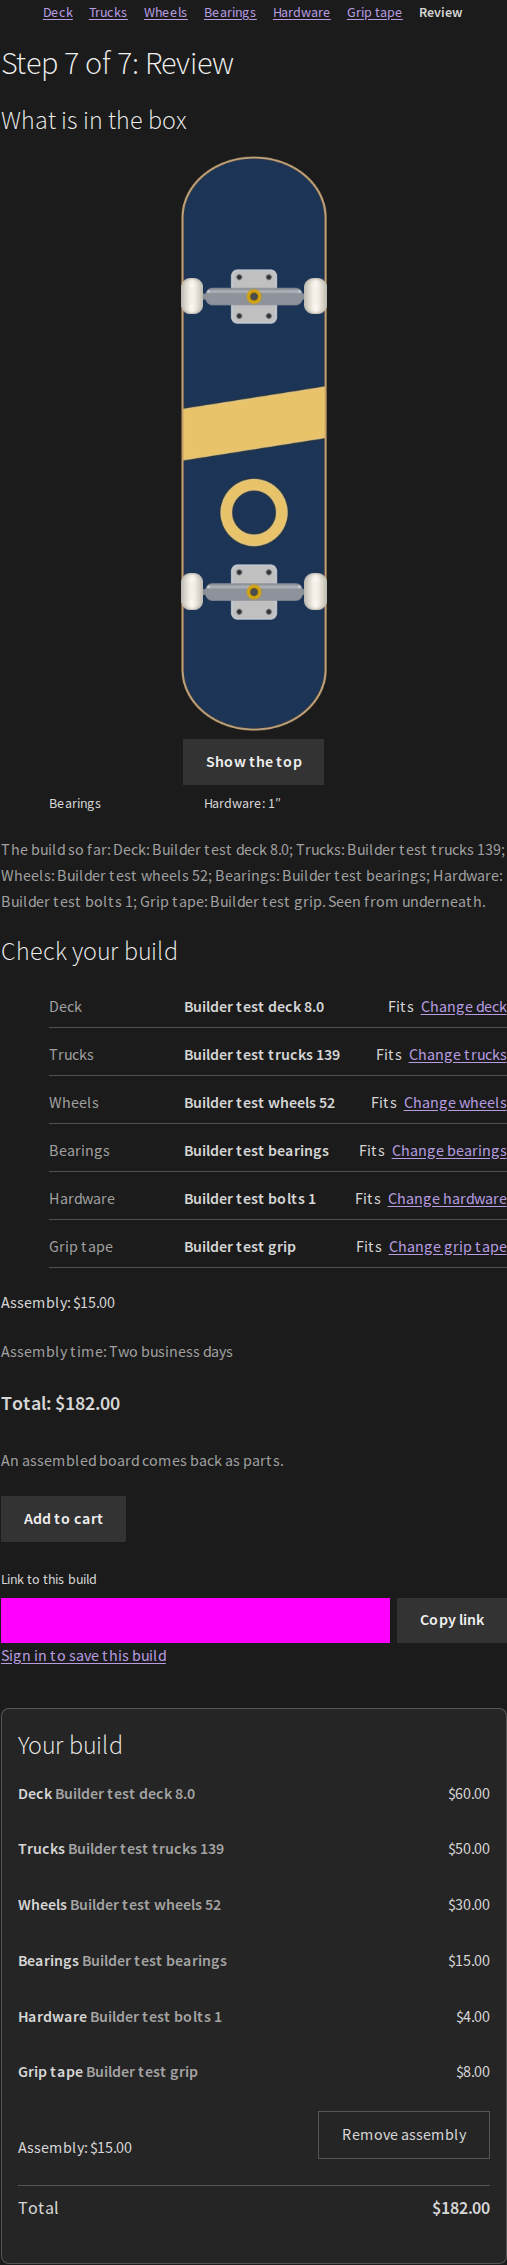 Deck Trucks Wheels Bearings Hardware Grip tape Review
Step 7 of 7: Review
What is in the box
Show the top
Bearings Hardware: 1″
The build so far: Deck: Builder test deck 8.0; Trucks: Builder test trucks 139;
Wheels: Builder test wheels 52; Bearings: Builder test bearings; Hardware:
Builder test bolts 1; Grip tape: Builder test grip. Seen from underneath.
Check your build
Deck Builder test deck 8.0 Fits Change deck
Trucks Builder test trucks 139 Fits Change trucks
Wheels Builder test wheels 52 Fits Change wheels
Bearings Builder test bearings Fits Change bearings
Hardware Builder test bolts 1 Fits Change hardware
Grip tape Builder test grip Fits Change grip tape
Assembly: $15.00
Assembly time: Two business days
Total: $182.00
An assembled board comes back as parts.
Add to cart
Link to this build
Copy link
Sign in to save this build
Your build
Deck Builder test deck 8.0 $60.00
Trucks Builder test trucks 139 $50.00
Wheels Builder test wheels 52 $30.00
Bearings Builder test bearings $15.00
Hardware Builder test bolts 1 $4.00
Grip tape Builder test grip $8.00
Assembly: $15.00 Remove assembly
Total $182.00